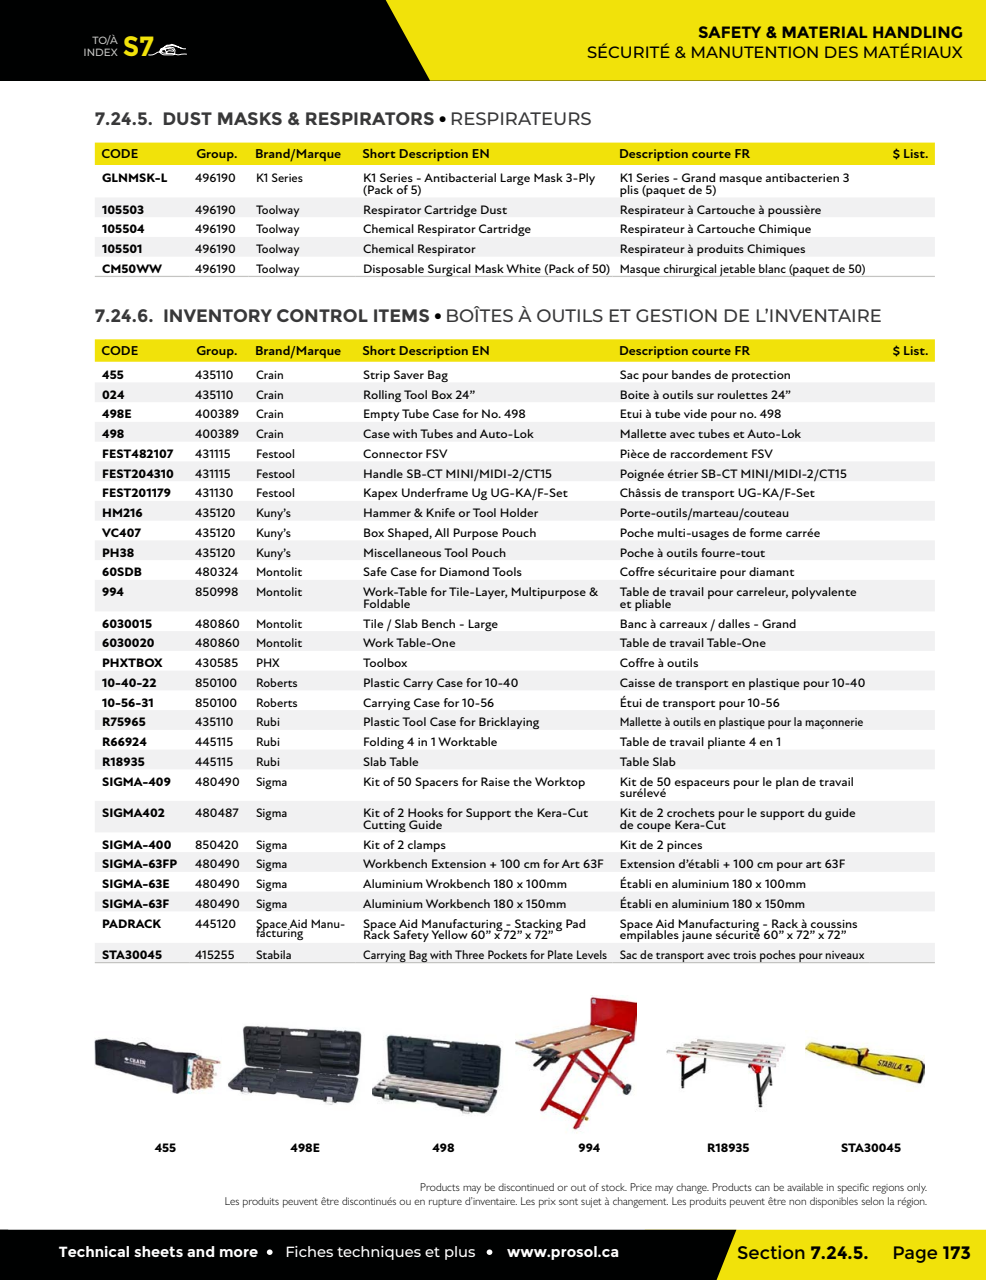 TO/À
INDEX S7
SAFETY & MATERIAL HANDLING
SÉCURITÉ & MANUTENTION DES MATÉRIAUX
7.24.5. DUST MASKS & RESPIRATORS • RESPIRATEURS
CODE Group. Brand/Marque Short Description EN Description courte FR $ List.
GLNMSK-L 496190 K1 Series K1 Series - Antibacterial Large Mask 3-Ply K1 Series - Grand masque antibacterien 3
(Pack of 5) plis (paquet de 5)
105503 496190 Toolway Respirator Cartridge Dust Respirateur à Cartouche à poussière
105504 496190 Toolway Chemical Respirator Cartridge Respirateur à Cartouche Chimique
105501 496190 Toolway Chemical Respirator Respirateur à produits Chimiques
CM50WW 496190 Toolway Disposable Surgical Mask White (Pack of 50) Masque chirurgical jetable blanc (paquet de 50)
7.24.6. INVENTORY CONTROL ITEMS • BOÎTES À OUTILS ET GESTION DE L'INVENTAIRE
CODE Group. Brand/Marque Short Description EN Description courte FR $ List.
455 435110 Crain Strip Saver Bag Sac pour bandes de protection
024 435110 Crain Rolling Tool Box 24” Boite à outils sur roulettes 24”
498E 400389 Crain Empty Tube Case for No. 498 Etui à tube vide pour no. 498
498 400389 Crain Case with Tubes and Auto-Lok Mallette avec tubes et Auto-Lok
FEST482107 431115 Festool Connector FSV Pièce de raccordement FSV
FEST204310 431115 Festool Handle SB-CT MINI/MIDI-2/CT15 Poignée étrier SB-CT MINI/MIDI-2/CT15
FEST201179 431130 Festool Kapex Underframe Ug UG-KA/F-Set Châssis de transport UG-KA/F-Set
HM216 435120 Kuny's Hammer & Knife or Tool Holder Porte-outils/marteau/couteau
VC407 435120 Kuny's Box Shaped, All Purpose Pouch Poche multi-usages de forme carrée
PH38 435120 Kuny's Miscellaneous Tool Pouch Poche à outils fourre-tout
60SDB 480324 Montolit Safe Case for Diamond Tools Coffre sécuritaire pour diamant
994 850998 Montolit Work-Table for Tile-Layer, Multipurpose & Table de travail pour carreleur, polyvalente
Foldable et pliable
6030015 480860 Montolit Tile / Slab Bench - Large Banc à carreaux / dalles - Grand
6030020 480860 Montolit Work Table-One Table de travail Table-One
PHXTBOX 430585 PHX Toolbox Coffre à outils
10-40-22 850100 Roberts Plastic Carry Case for 10-40 Caisse de transport en plastique pour 10-40
10-56-31 850100 Roberts Carrying Case for 10-56 Étui de transport pour 10-56
R75965 435110 Rubi Plastic Tool Case for Bricklaying Mallette à outils en plastique pour la maçonnerie
R66924 445115 Rubi Folding 4 in 1 Worktable Table de travail pliante 4 en 1
R18935 445115 Rubi Slab Table Table Slab
SIGMA-409 480490 Sigma Kit of 50 Spacers for Raise the Worktop Kit de 50 espaceurs pour le plan de travail
surélevé
SIGMA402 480487 Sigma Kit of 2 Hooks for Support the Kera-Cut Kit de 2 crochets pour le support du guide
Cutting Guide de coupe Kera-Cut
SIGMA-400 850420 Sigma Kit of 2 clamps Kit de 2 pinces
SIGMA-63FP 480490 Sigma Workbench Extension + 100 cm for Art 63F Extension d'établi + 100 cm pour art 63F
SIGMA-63E 480490 Sigma Aluminium Wrokbench 180 x 100mm Établi en aluminium 180 x 100mm
SIGMA-63F 480490 Sigma Aluminium Workbench 180 x 150mm Établi en aluminium 180 x 150mm
PADRACK 445120 Space Aid Manu- Space Aid Manufacturing - Stacking Pad Space Aid Manufacturing - Rack à coussins
facturing Rack Safety Yellow 60” x 72” x 72” empilables jaune sécurité 60” x 72” x 72”
STA30045 415255 Stabila Carrying Bag with Three Pockets for Plate Levels Sac de transport avec trois poches pour niveaux
CRAIN
STABILA
455 498E 498 994 R18935 STA30045
Products may be discontinued or out of stock. Price may change. Products can be available in specific regions only.
Les produits peuvent être discontinués ou en rupture d'inventaire. Les prix sont sujet à changement. Les produits peuvent être non disponibles selon la région.
Technical sheets and more • Fiches techniques et plus • www.prosol.ca
Section 7.24.5. Page 173